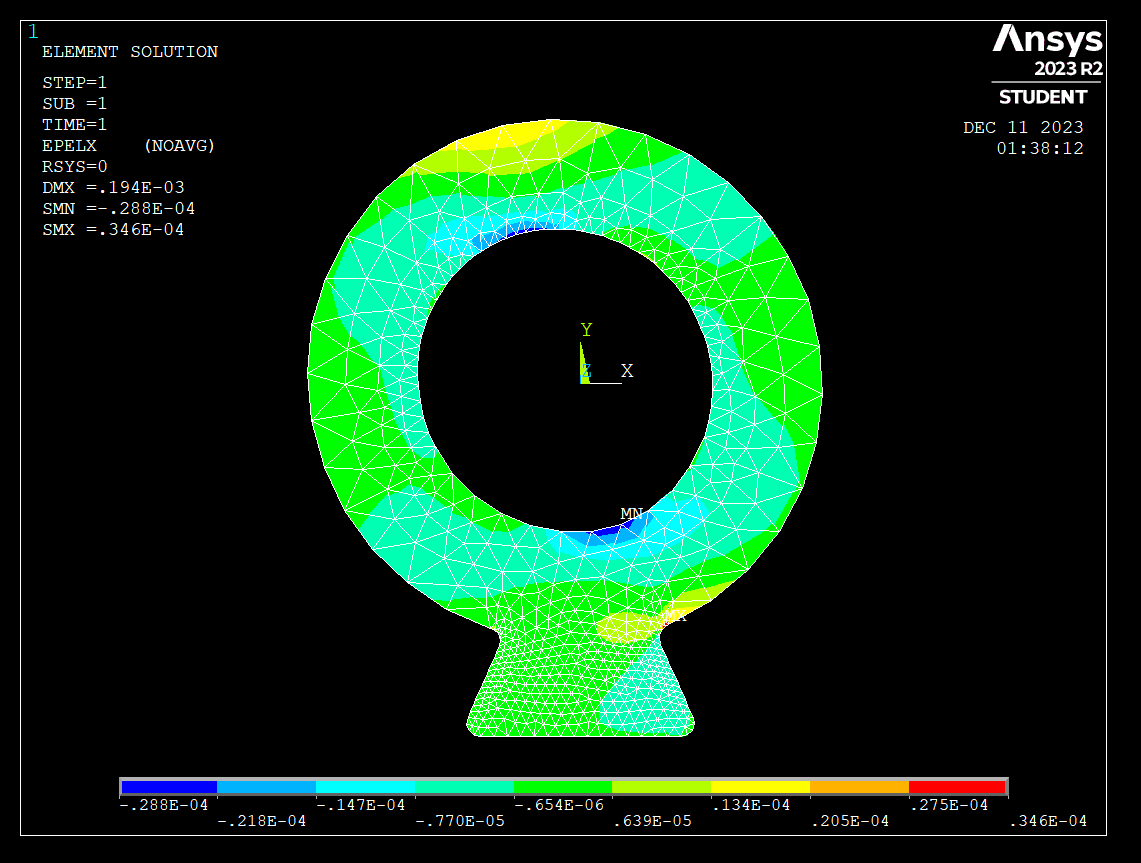 1
ELEMENT SOLUTION
STEP=1
SUB =1
TIME=1
EPELX (NOAVG)
RSYS=0
DMX =.194E-03
SMN =-.288E-04
SMX =.346E-04
Ansys
2023 R2
STUDENT
DEC 11 2023
01:38:12
Y
Z X
MN
MX
-.288E-04 -.147E-04 -.654E-06 .134E-04 .275E-04
-.218E-04 -.770E-05 .639E-05 .205E-04 .346E-04